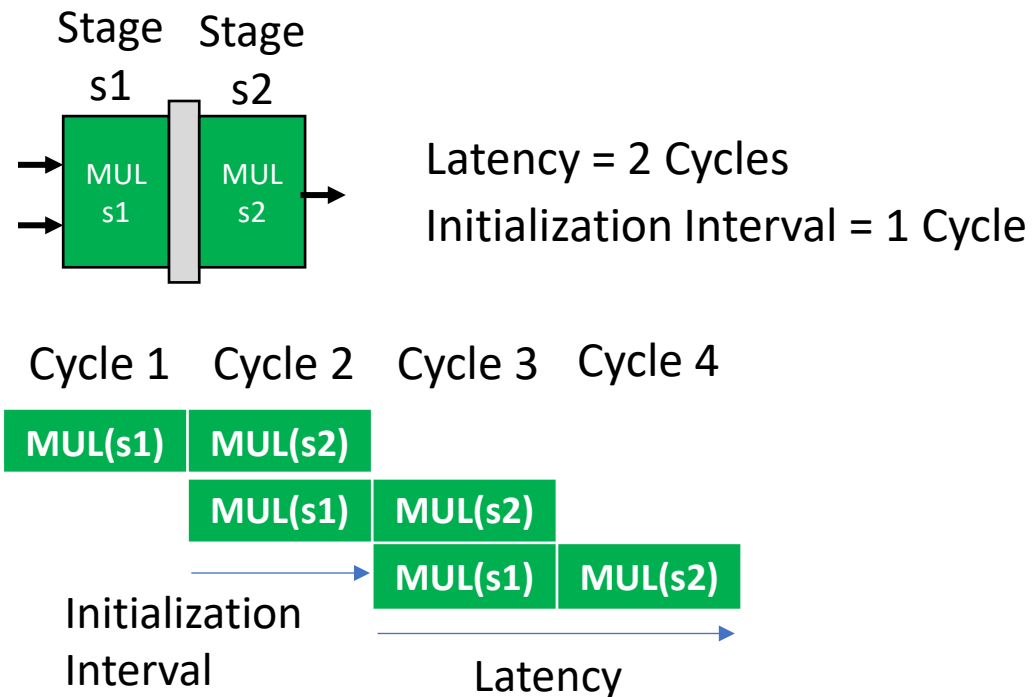 Stage Stage
s1 s2
MUL MUL
s1 s2
Latency = 2 Cycles
Initialization Interval = 1 Cycle
Cycle 1 Cycle 2 Cycle 3 Cycle 4
MUL(s1) MUL(s2)
MUL(s1) MUL(s2)
MUL(s1) MUL(s2)
Initialization
Interval
Latency